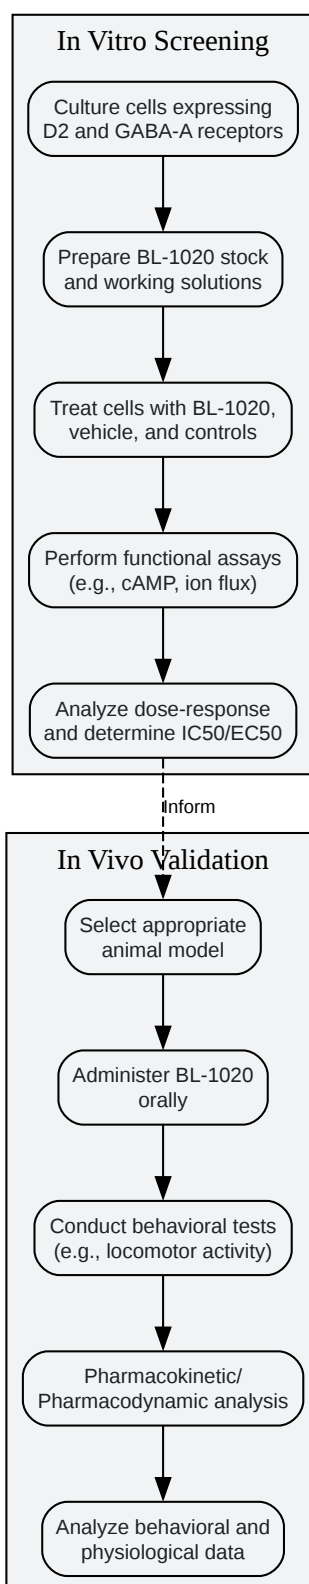 In Vitro Screening
Culture cells expressing
D2 and GABA-A receptors
Prepare BL-1020 stock
and working solutions
Treat cells with BL-1020,
vehicle, and controls
Perform functional assays
(e.g., cAMP, ion flux)
Analyze dose-response
and determine IC50/EC50
Inform
In Vivo Validation
Select appropriate
animal model
Administer BL-1020
orally
Conduct behavioral tests
(e.g., locomotor activity)
Pharmacokinetic/
Pharmacodynamic analysis
Analyze behavioral and
physiological data